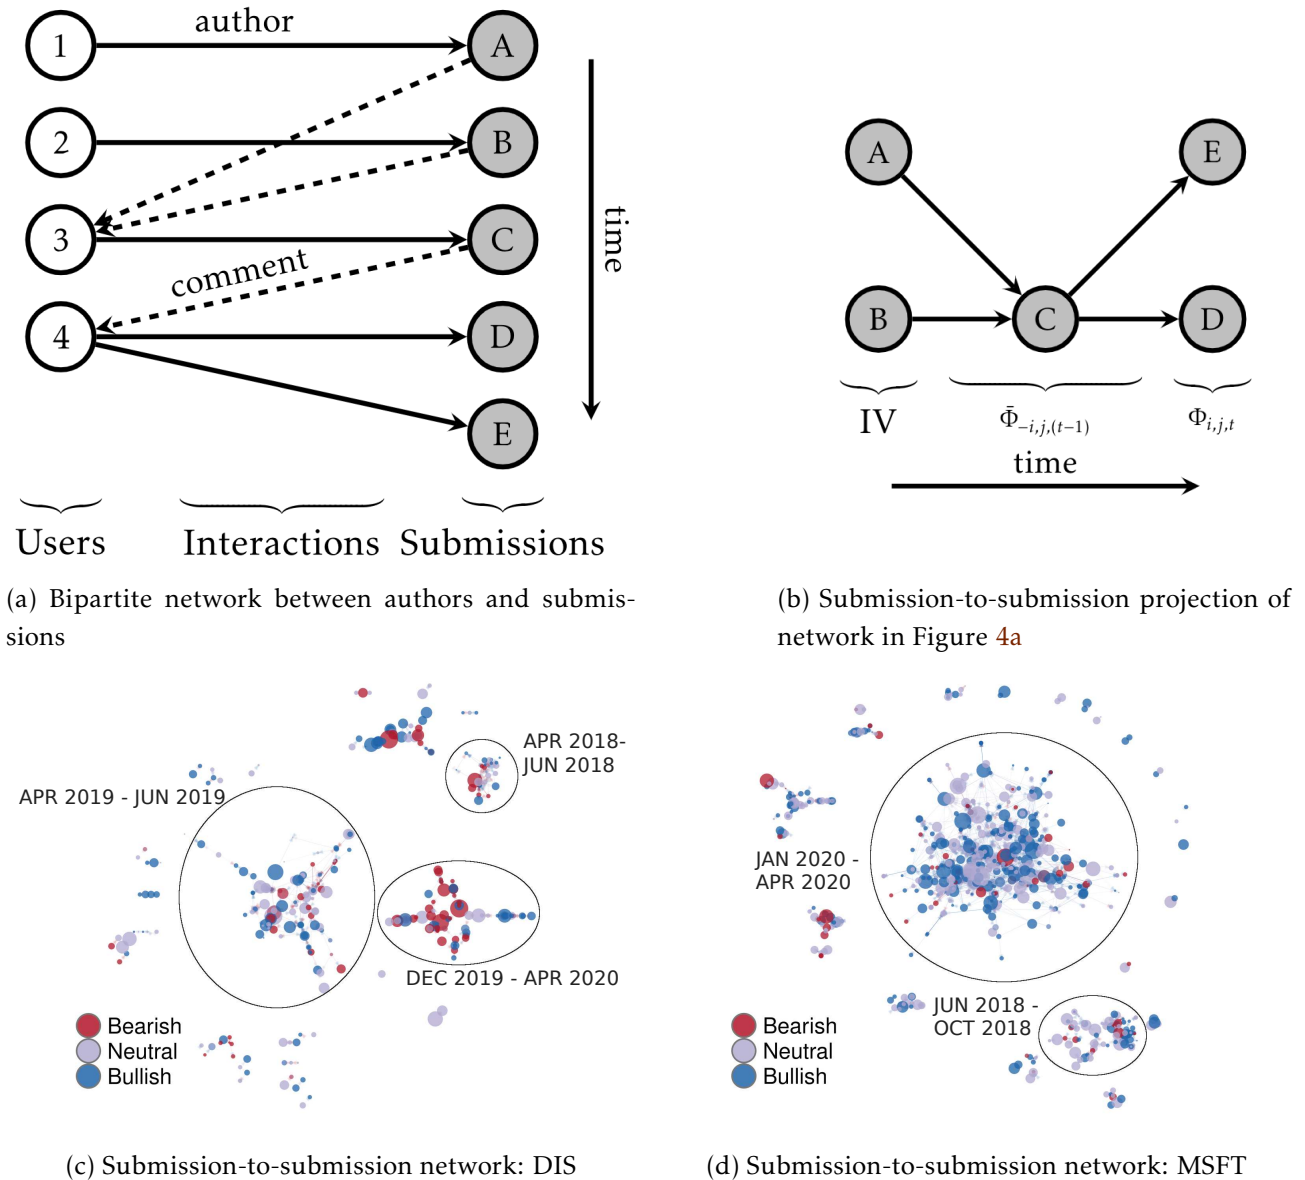 1
author
A
2
B
3
C
comment
4
D
E
time
Users
Interactions
Submissions
(a) Bipartite network between authors and submis-
sions
A
E
B
C
D
IV
Φ̄₋ᵢ,ⱼ,₍ₜ₋₁₎
Φᵢ,ⱼ,ₜ
time
(b) Submission-to-submission projection of
network in Figure 4a
APR 2018-
JUN 2018
APR 2019 - JUN 2019
DEC 2019 - APR 2020
Bearish
Neutral
Bullish
(c) Submission-to-submission network: DIS
JAN 2020 -
APR 2020
JUN 2018 -
OCT 2018
Bearish
Neutral
Bullish
(d) Submission-to-submission network: MSFT